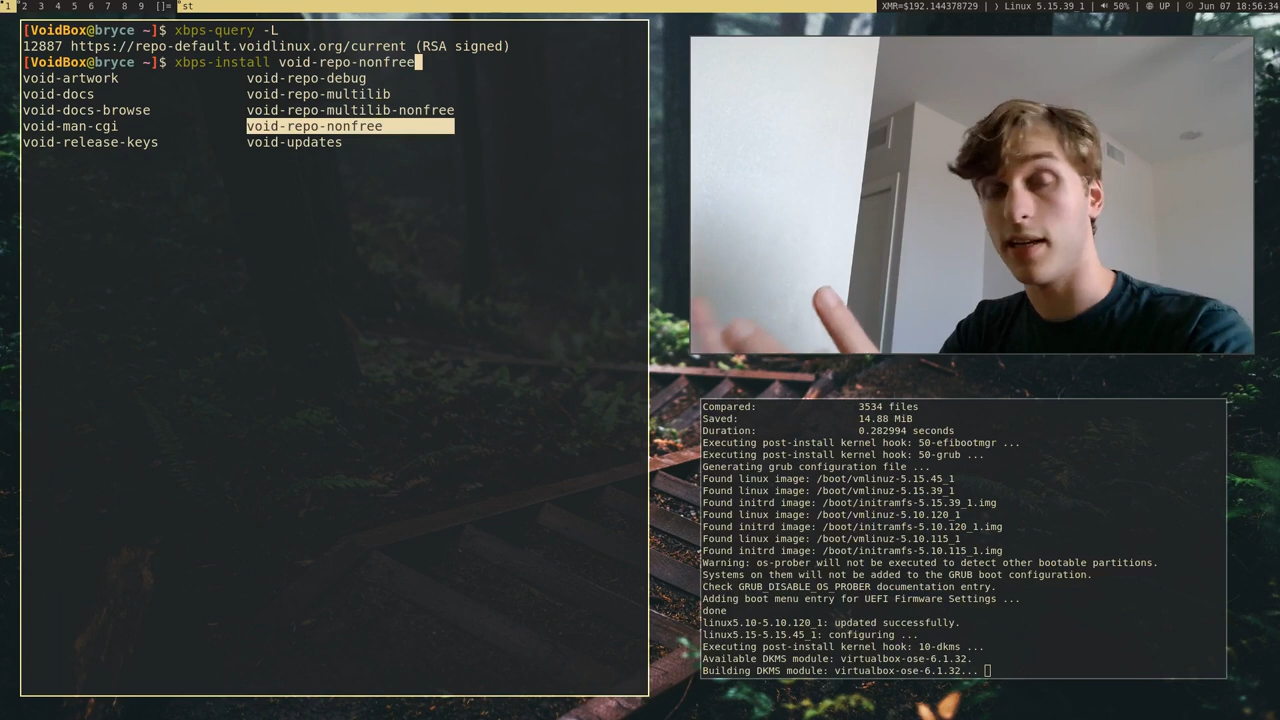 1 2 3 4 5 6 7 8 9 []= st
XMR=$192.144378729 | Linux 5.15.39_1 | 50% | UP | Jun 07 18:56:34
[VoidBox@bryce ~]$ xbps-query -L
12887 https://repo-default.voidlinux.org/current (RSA signed)
[VoidBox@bryce ~]$ xbps-install void-repo-nonfree
void-artwork void-repo-debug
void-docs void-repo-multilib
void-docs-browse void-repo-multilib-nonfree
void-man-cgi void-repo-nonfree
void-release-keys void-updates
Compared: 3534 files
Saved: 14.88 MiB
Duration: 0.282994 seconds
Executing post-install kernel hook: 50-efibootmgr ...
Executing post-install kernel hook: 50-grub ...
Generating grub configuration file ...
Found linux image: /boot/vmlinuz-5.15.45_1
Found linux image: /boot/vmlinuz-5.15.39_1
Found initrd image: /boot/initramfs-5.15.39_1.img
Found linux image: /boot/vmlinuz-5.10.120_1
Found initrd image: /boot/initramfs-5.10.120_1.img
Found linux image: /boot/vmlinuz-5.10.115_1
Found initrd image: /boot/initramfs-5.10.115_1.img
Warning: os-prober will not be executed to detect other bootable partitions.
Systems on them will not be added to the GRUB boot configuration.
Check GRUB_DISABLE_OS_PROBER documentation entry.
Adding boot menu entry for UEFI Firmware Settings ...
done
linux5.10-5.10.120_1: updated successfully.
linux5.15-5.15.45_1: configuring ...
Executing post-install kernel hook: 10-dkms ...
Available DKMS module: virtualbox-ose-6.1.32.
Building DKMS module: virtualbox-ose-6.1.32...